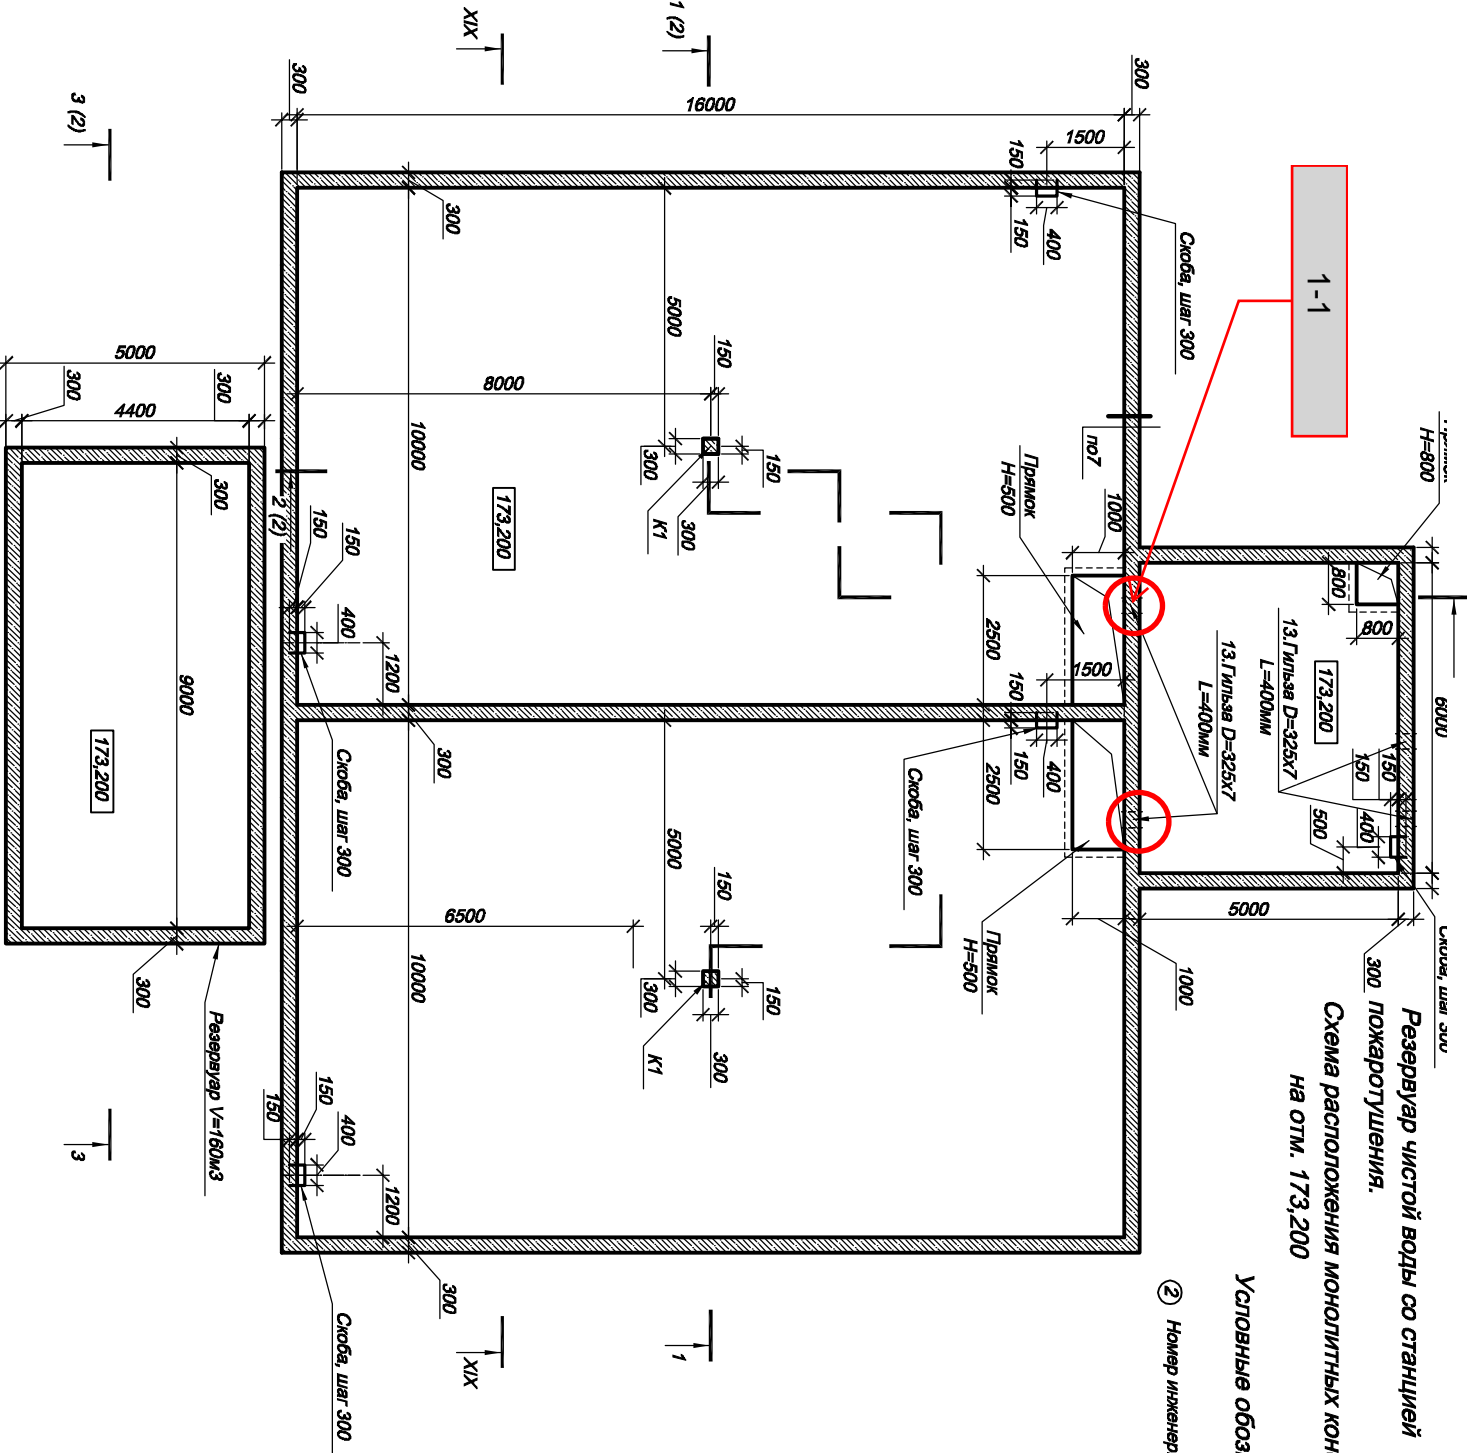 Резервуар чистой воды со станцией
пожаротушения.
Схема расположения монолитных кон
на отм. 173,200
Условные обоз
2 Номер инженер
1-1
1 (2)
XIX
3 (2)
300
16000
300
1500
150
150
400
300
Скоба, шаг 300
5000
150
8000
10000
300
150
300
К1
173,200
по7
1000
Прямок
Н=500
2500
1500
150
150
400
2500
Скоба, шаг 300
Прямок
Н=500
1000
Н=800
800
800
6000
13.Гильза D=325x7
L=400мм
13.Гильза D=325x7
L=400мм
173,200
150
150
400
500
5000
300
5000
4400
300
300
300
9000
173,200
300
Резервуар V=160м3
2 (2)
150
150
400
1200
Скоба, шаг 300
300
5000
150
6500
10000
300
150
300
К1
150
150
400
1200
Скоба, шаг 300
300
3
XIX
1